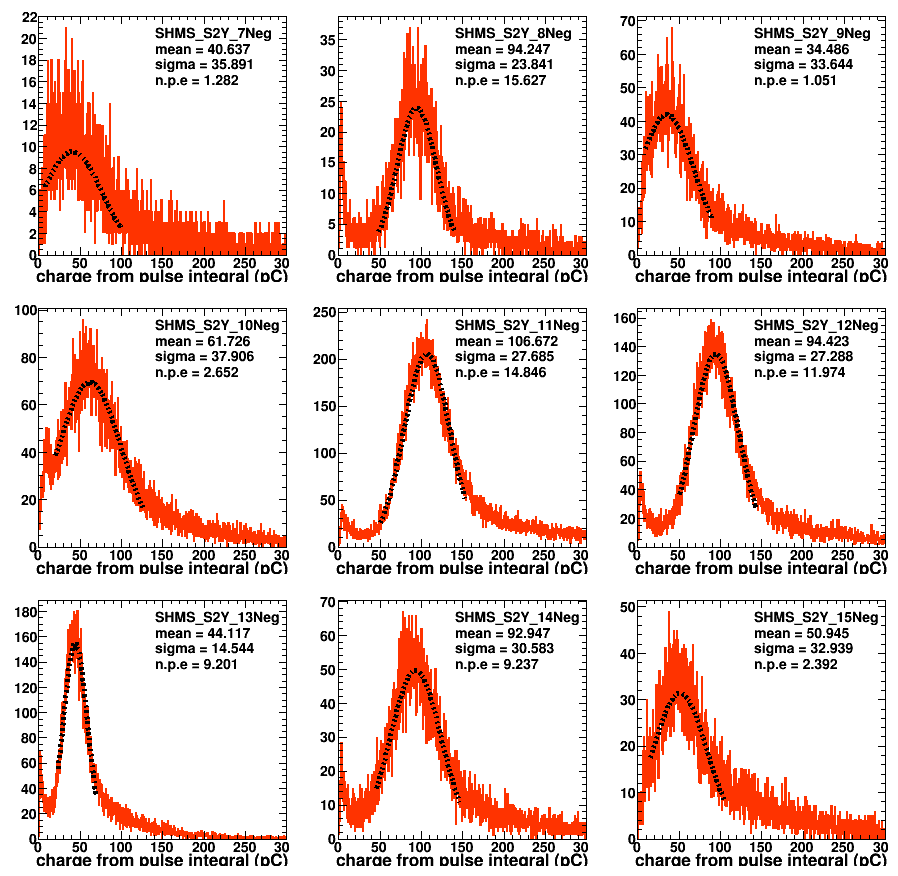 22
20
18
16
14
12
10
8
6
4
2
0
SHMS_S2Y_7Neg
mean = 40.637
sigma = 35.891
n.p.e = 1.282
0 50 100 150 200 250 30
charge from pulse integral (pC)
35
30
25
20
15
10
5
0
SHMS_S2Y_8Neg
mean = 94.247
sigma = 23.841
n.p.e = 15.627
0 50 100 150 200 250 30
charge from pulse integral (pC)
70
60
50
40
30
20
10
0
SHMS_S2Y_9Neg
mean = 34.486
sigma = 33.644
n.p.e = 1.051
0 50 100 150 200 250 30
charge from pulse integral (pC)
100
80
60
40
20
0
SHMS_S2Y_10Neg
mean = 61.726
sigma = 37.906
n.p.e = 2.652
0 50 100 150 200 250 30
charge from pulse integral (pC)
250
200
150
100
50
0
SHMS_S2Y_11Neg
mean = 106.672
sigma = 27.685
n.p.e = 14.846
0 50 100 150 200 250 30
charge from pulse integral (pC)
160
140
120
100
80
60
40
20
0
SHMS_S2Y_12Neg
mean = 94.423
sigma = 27.288
n.p.e = 11.974
0 50 100 150 200 250 30
charge from pulse integral (pC)
180
160
140
120
100
80
60
40
20
0
SHMS_S2Y_13Neg
mean = 44.117
sigma = 14.544
n.p.e = 9.201
0 50 100 150 200 250 30
charge from pulse integral (pC)
70
60
50
40
30
20
10
0
SHMS_S2Y_14Neg
mean = 92.947
sigma = 30.583
n.p.e = 9.237
0 50 100 150 200 250 30
charge from pulse integral (pC)
50
40
30
20
10
0
SHMS_S2Y_15Neg
mean = 50.945
sigma = 32.939
n.p.e = 2.392
0 50 100 150 200 250 30
charge from pulse integral (pC)